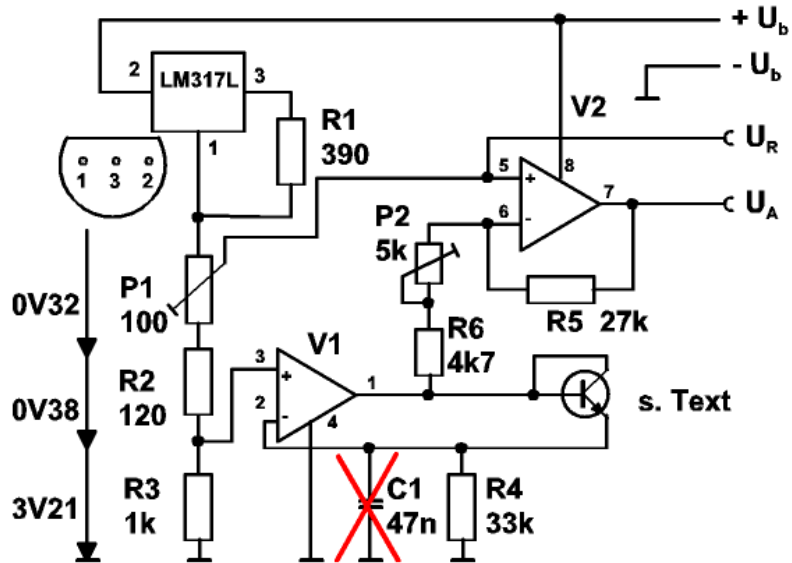 + Ub
- Ub
2
LM317L
3
1
R1
390
V2
UR
1 3 2
5
+
8
7
6
-
UA
P2
5k
R5 27k
0V32
P1
100
R6
4k7
V1
3
+
1
2
-
4
R2
120
0V38
s. Text
3V21
R3
1k
C1
47n
R4
33k